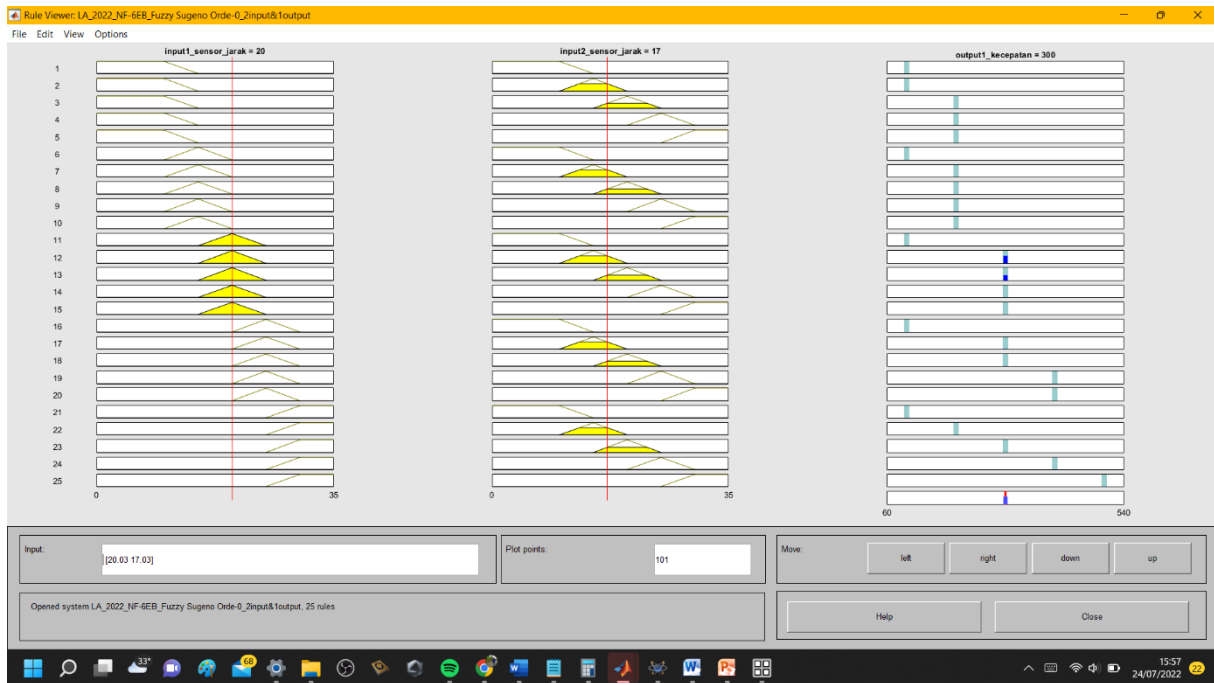 Rule Viewer: LA_2022_NF-6EB_Fuzzy Sugeno Orde-0_2input&1output
File Edit View Options
input1_sensor_jarak = 20
input2_sensor_jarak = 17
output1_kecepatan = 300
1
2
3
4
5
6
7
8
9
10
11
12
13
14
15
16
17
18
19
20
21
22
23
24
25
0 35
0 35
60 540
Input:
[20.03 17.03]
Plot points:
101
Move:
left
right
down
up
Opened system LA_2022_NF-6EB_Fuzzy Sugeno Orde-0_2input&1output, 25 rules
Help
Close
33°
68
15:57
24/07/2022
22